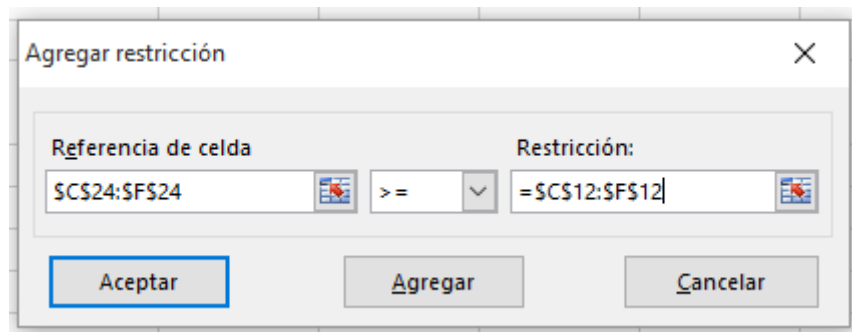 Agregar restricción
Referencia de celda Restricción:
$C$24:$F$24 >= =$C$12:$F$12
Aceptar Agregar Cancelar